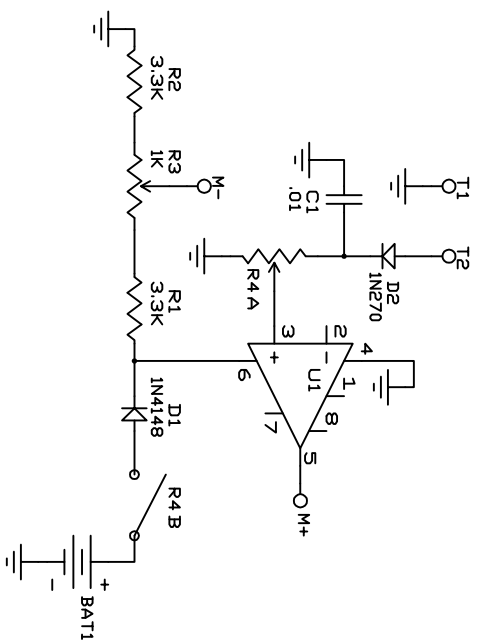 T1
T2
D2
1N270
C1
.01
R4A
2
-
3
+
U1
4
1
8
5
6
7
M+
M-
R2
3.3K
R3
1K
R1
3.3K
D1
1N4148
R4B
+
-
BAT1